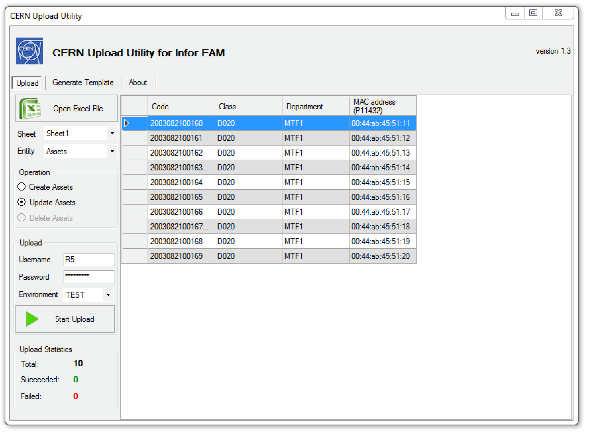 CERN Upload Utility
CERN
CERN Upload Utility for Infor EAM
version 1.3
Upload Generate Template About
Open Excel File
Sheet Sheet1
Entity Assets
Operation
Create Assets
Update Assets
Delete Assets
Upload
Username R5
Password *********
Environment TEST
Start Upload
Upload Statistics
Total: 10
Succeeded: 0
Failed: 0
Code Class Department MAC address (P11432)
2003082100160 D020 MTF1 00:44:ab:45:51:11
2003082100161 D020 MTF1 00:44:ab:45:51:12
2003082100162 D020 MTF1 00:44:ab:45:51:13
2003082100163 D020 MTF1 00:44:ab:45:51:14
2003082100164 D020 MTF1 00:44:ab:45:51:15
2003082100165 D020 MTF1 00:44:ab:45:51:16
2003082100166 D020 MTF1 00:44:ab:45:51:17
2003082100167... D020 MTF1 00:44:ab:45:51:18
2003082100168 D020 MTF1 00:44:ab:45:51:19
2003082100169 D020 MTF1 00:44:ab:45:51:20